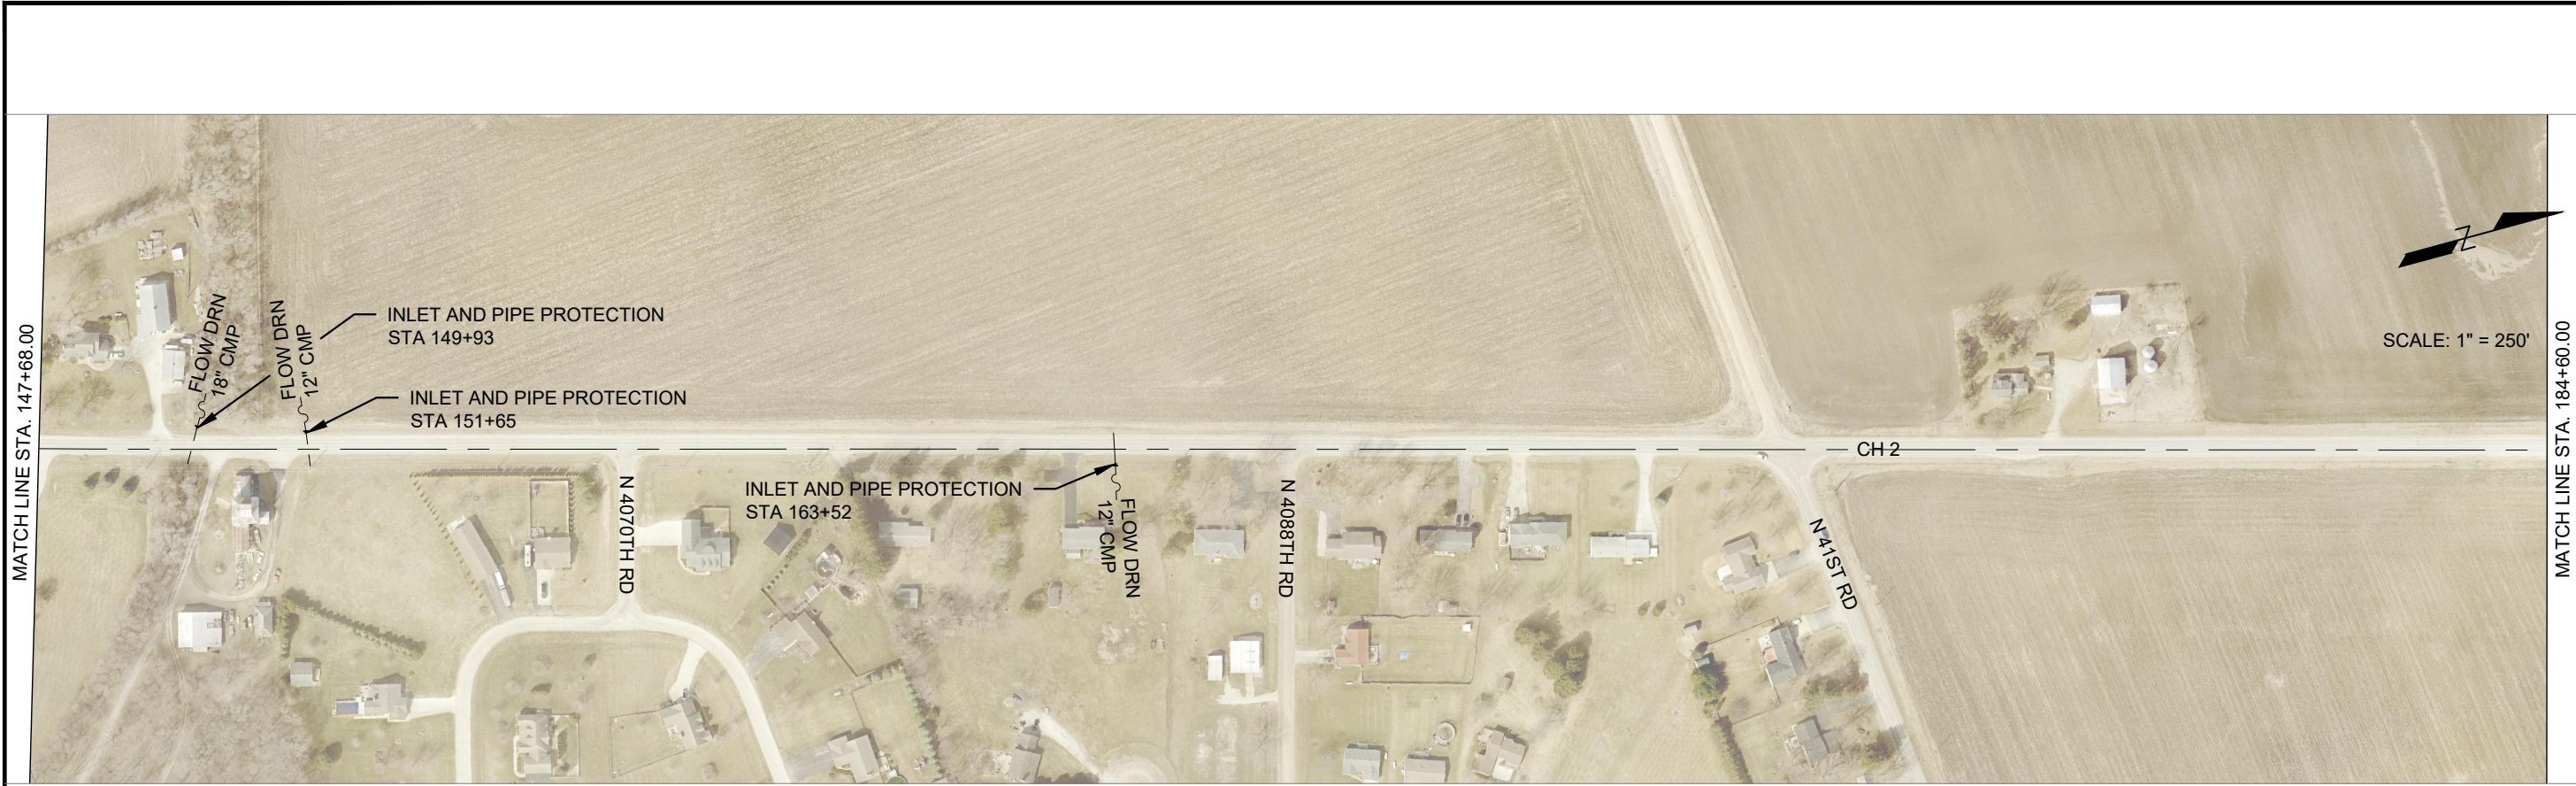 MATCH LINE STA. 147+68.00
FLOW DRN
18" CMP
FLOW DRN
12" CMP
INLET AND PIPE PROTECTION
STA 149+93
INLET AND PIPE PROTECTION
STA 151+65
N 4070TH RD
INLET AND PIPE PROTECTION
STA 163+52
FLOW DRN
12" CMP
N 4088TH RD
CH 2
N 41ST RD
Z
SCALE: 1" = 250'
MATCH LINE STA. 184+60.00